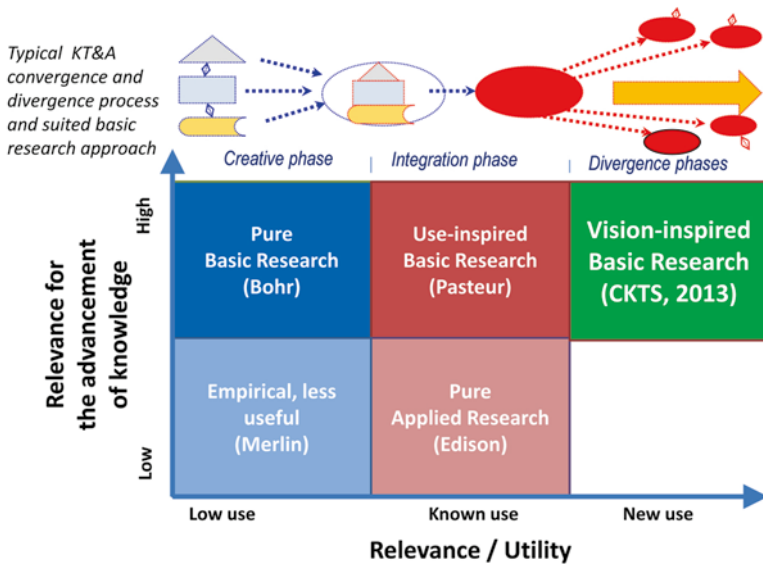 Typical KT&A
convergence and
divergence process
and suited basic
research approach
Creative phase
Integration phase
Divergence phases
High
Low
Relevance for
the advancement
of knowledge
Pure
Basic Research
(Bohr)
Use-inspired
Basic Research
(Pasteur)
Vision-inspired
Basic Research
(CKTS, 2013)
Empirical, less
useful
(Merlin)
Pure
Applied Research
(Edison)
Low use
Known use
New use
Relevance / Utility